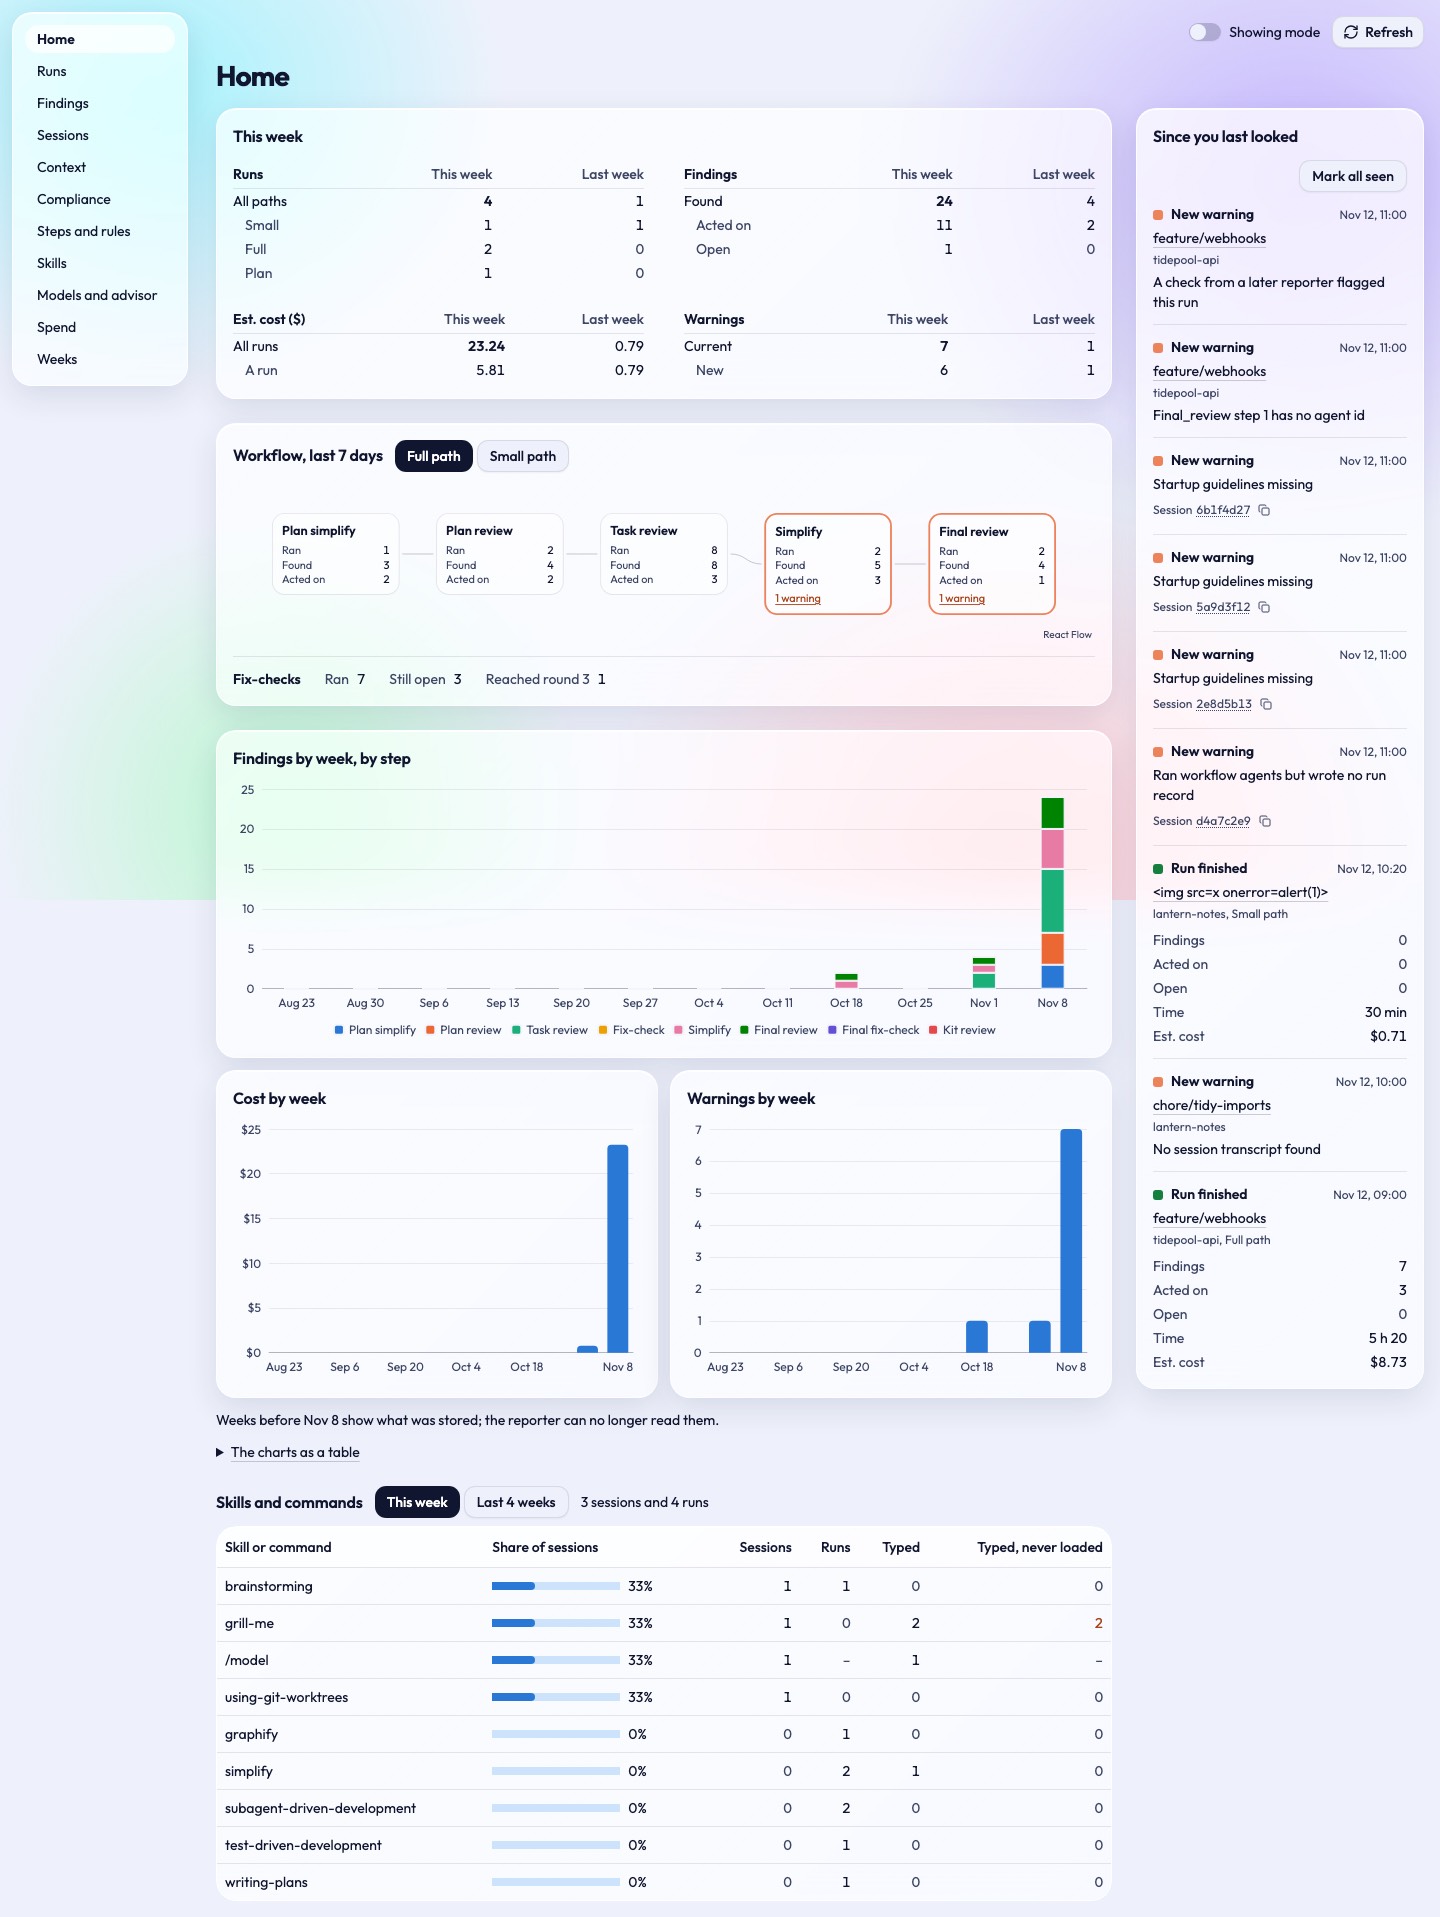 Home
Runs
Findings
Sessions
Context
Compliance
Steps and rules
Skills
Models and advisor
Spend
Weeks
Showing mode
Refresh
Home
This week
Runs This week Last week
All paths 4 1
Small 1 1
Full 2 0
Plan 1 0
Findings This week Last week
Found 24 4
Acted on 11 2
Open 1 0
Est. cost ($) This week Last week
All runs 23.24 0.79
A run 5.81 0.79
Warnings This week Last week
Current 7 1
New 6 1
Workflow, last 7 days Full path Small path
Plan simplify
Ran 1
Found 3
Acted on 2
Plan review
Ran 2
Found 4
Acted on 2
Task review
Ran 8
Found 8
Acted on 3
Simplify
Ran 2
Found 5
Acted on 3
1 warning
Final review
Ran 2
Found 4
Acted on 1
1 warning
React Flow
Fix-checks Ran 7 Still open 3 Reached round 3 1
Findings by week, by step
25
20
15
10
5
0
Aug 23 Aug 30 Sep 6 Sep 13 Sep 20 Sep 27 Oct 4 Oct 11 Oct 18 Oct 25 Nov 1 Nov 8
Plan simplify Plan review Task review Fix-check Simplify Final review Final fix-check Kit review
Cost by week
$25
$20
$15
$10
$5
$0
Aug 23 Sep 6 Sep 20 Oct 4 Oct 18 Nov 8
Warnings by week
7
6
5
4
3
2
1
0
Aug 23 Sep 6 Sep 20 Oct 4 Oct 18 Nov 8
Weeks before Nov 8 show what was stored; the reporter can no longer read them.
The charts as a table
Skills and commands This week Last 4 weeks 3 sessions and 4 runs
Skill or command Share of sessions Sessions Runs Typed Typed, never loaded
brainstorming 33% 1 1 0 0
grill-me 33% 1 0 2 2
/model 33% 1 – 1 –
using-git-worktrees 33% 1 0 0 0
graphify 0% 0 1 0 0
simplify 0% 0 2 1 0
subagent-driven-development 0% 0 2 0 0
test-driven-development 0% 0 1 0 0
writing-plans 0% 0 1 0 0
Since you last looked
Mark all seen
New warning Nov 12, 11:00
feature/webhooks
tidepool-api
A check from a later reporter flagged
this run
New warning Nov 12, 11:00
feature/webhooks
tidepool-api
Final_review step 1 has no agent id
New warning Nov 12, 11:00
Startup guidelines missing
Session 6b1f4d27
New warning Nov 12, 11:00
Startup guidelines missing
Session 5a9d3f12
New warning Nov 12, 11:00
Startup guidelines missing
Session 2e8d5b13
New warning Nov 12, 11:00
Ran workflow agents but wrote no run
record
Session d4a7c2e9
Run finished Nov 12, 10:20
<img src=x onerror=alert(1)>
lantern-notes, Small path
Findings 0
Acted on 0
Open 0
Time 30 min
Est. cost $0.71
New warning Nov 12, 10:00
chore/tidy-imports
lantern-notes
No session transcript found
Run finished Nov 12, 09:00
feature/webhooks
tidepool-api, Full path
Findings 7
Acted on 3
Open 0
Time 5 h 20
Est. cost $8.73